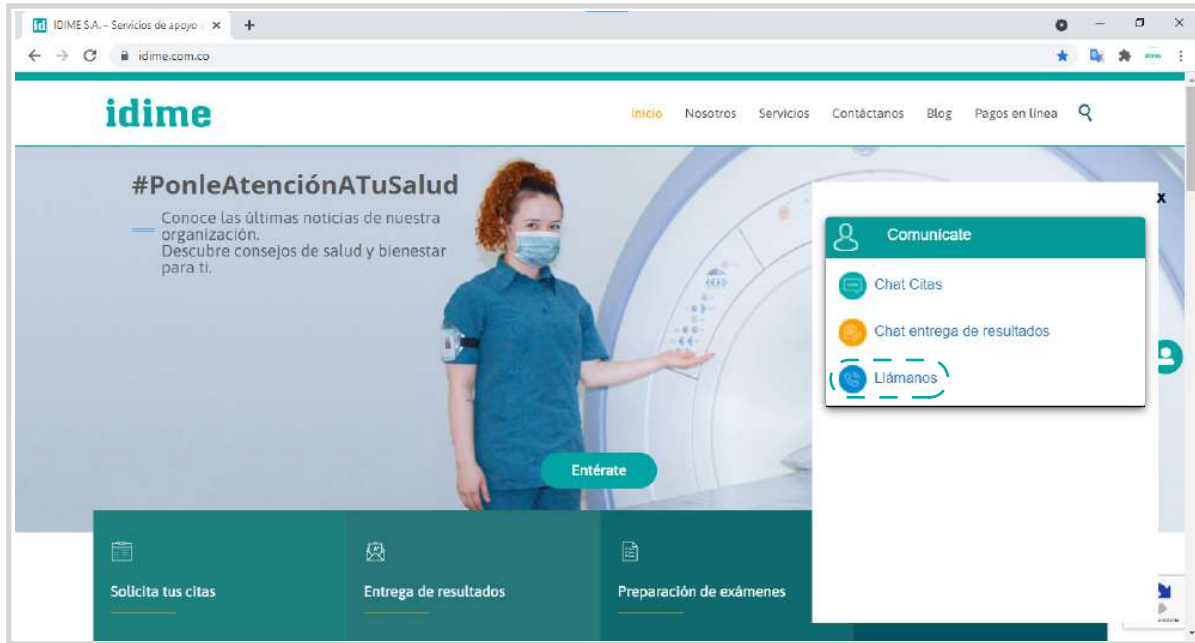 IDIME S.A. – Servicios de apoyo
idime.com.co
idime
Inicio Nosotros Servicios Contáctanos Blog Pagos en línea
#PonleAtenciónATuSalud
Conoce las últimas noticias de nuestra
organización.
Descubre consejos de salud y bienestar
para ti.
Entérate
x
Comunícate
Chat Citas
Chat entrega de resultados
Llámanos
Solicita tus citas
Entrega de resultados
Preparación de exámenes